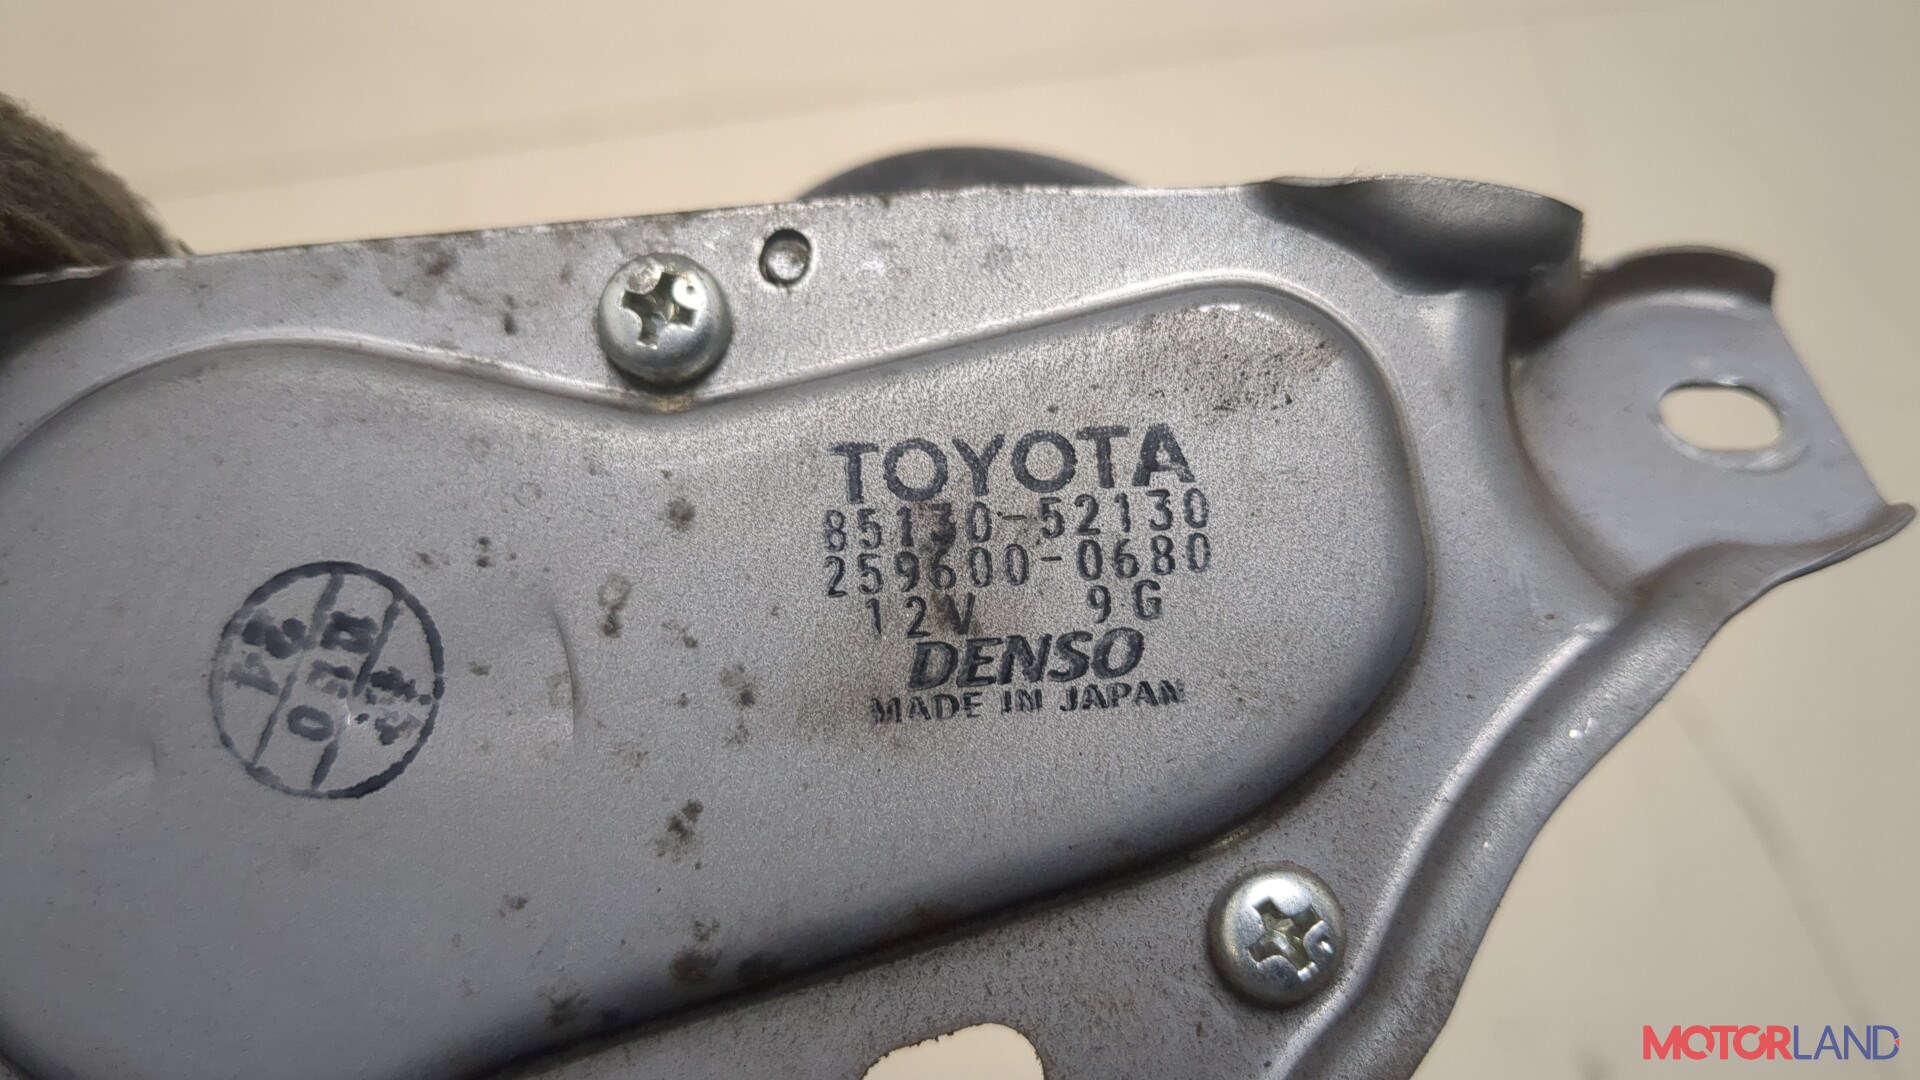 TOYOTA
85130-52130
259600-0680
12V 9G
DENSO
MADE IN JAPAN
MOTORLAND